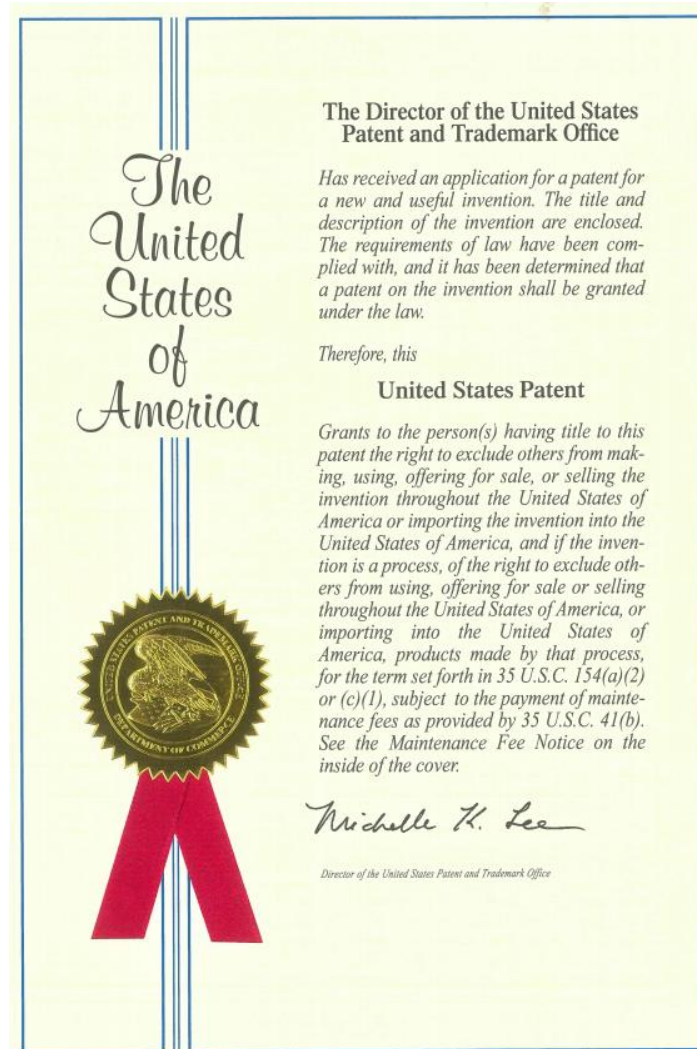 The
United
States
of
America
The Director of the United States
Patent and Trademark Office
Has received an application for a patent for
a new and useful invention. The title and
description of the invention are enclosed.
The requirements of law have been com-
plied with, and it has been determined that
a patent on the invention shall be granted
under the law.
Therefore, this
United States Patent
Grants to the person(s) having title to this
patent the right to exclude others from mak-
ing, using, offering for sale, or selling the
invention throughout the United States of
America or importing the invention into the
United States of America, and if the inven-
tion is a process, of the right to exclude oth-
ers from using, offering for sale or selling
throughout the United States of America, or
importing into the United States of
America, products made by that process,
for the term set forth in 35 U.S.C. 154(a)(2)
or (c)(1), subject to the payment of mainte-
nance fees as provided by 35 U.S.C. 41(b).
See the Maintenance Fee Notice on the
inside of the cover.
Michelle K. Lee
Director of the United States Patent and Trademark Office
UNITED STATES PATENT AND TRADEMARK OFFICE
DEPARTMENT OF COMMERCE